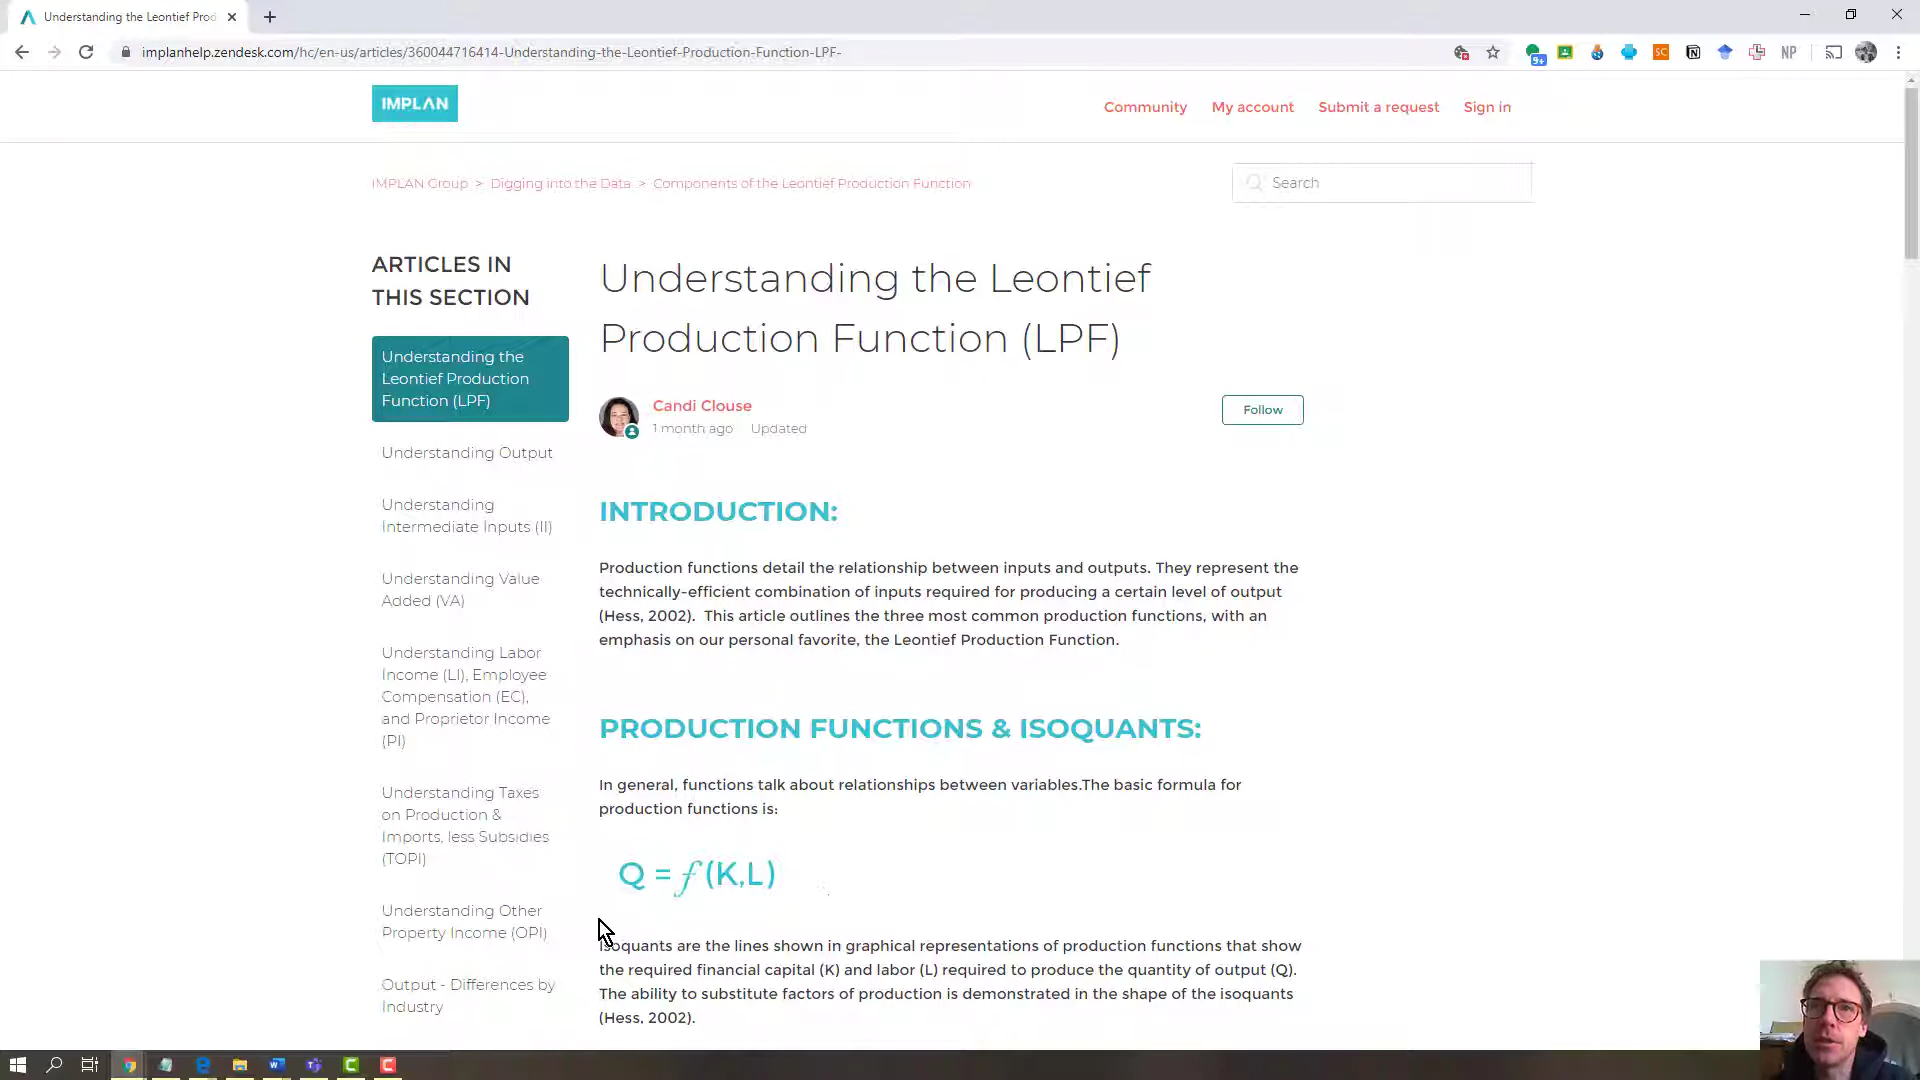 Understanding the Leontief Prod
implanhelp.zendesk.com/hc/en-us/articles/360044716414-Understanding-the-Leontief-Production-Function-LPF-
9+
SC
NP
IMPLAN
Community
My account
Submit a request
Sign in
IMPLAN Group > Digging into the Data > Components of the Leontief Production Function
Search
ARTICLES IN
THIS SECTION
Understanding the
Leontief Production
Function (LPF)
Understanding Output
Understanding
Intermediate Inputs (II)
Understanding Value
Added (VA)
Understanding Labor
Income (LI), Employee
Compensation (EC),
and Proprietor Income
(PI)
Understanding Taxes
on Production &
Imports, less Subsidies
(TOPI)
Understanding Other
Property Income (OPI)
Output - Differences by
Industry
Understanding the Leontief
Production Function (LPF)
Candi Clouse
1 month ago Updated
Follow
INTRODUCTION:
Production functions detail the relationship between inputs and outputs. They represent the
technically-efficient combination of inputs required for producing a certain level of output
(Hess, 2002). This article outlines the three most common production functions, with an
emphasis on our personal favorite, the Leontief Production Function.
PRODUCTION FUNCTIONS & ISOQUANTS:
In general, functions talk about relationships between variables.The basic formula for
production functions is:
Q = f (K,L)
Isoquants are the lines shown in graphical representations of production functions that show
the required financial capital (K) and labor (L) required to produce the quantity of output (Q).
The ability to substitute factors of production is demonstrated in the shape of the isoquants
(Hess, 2002).